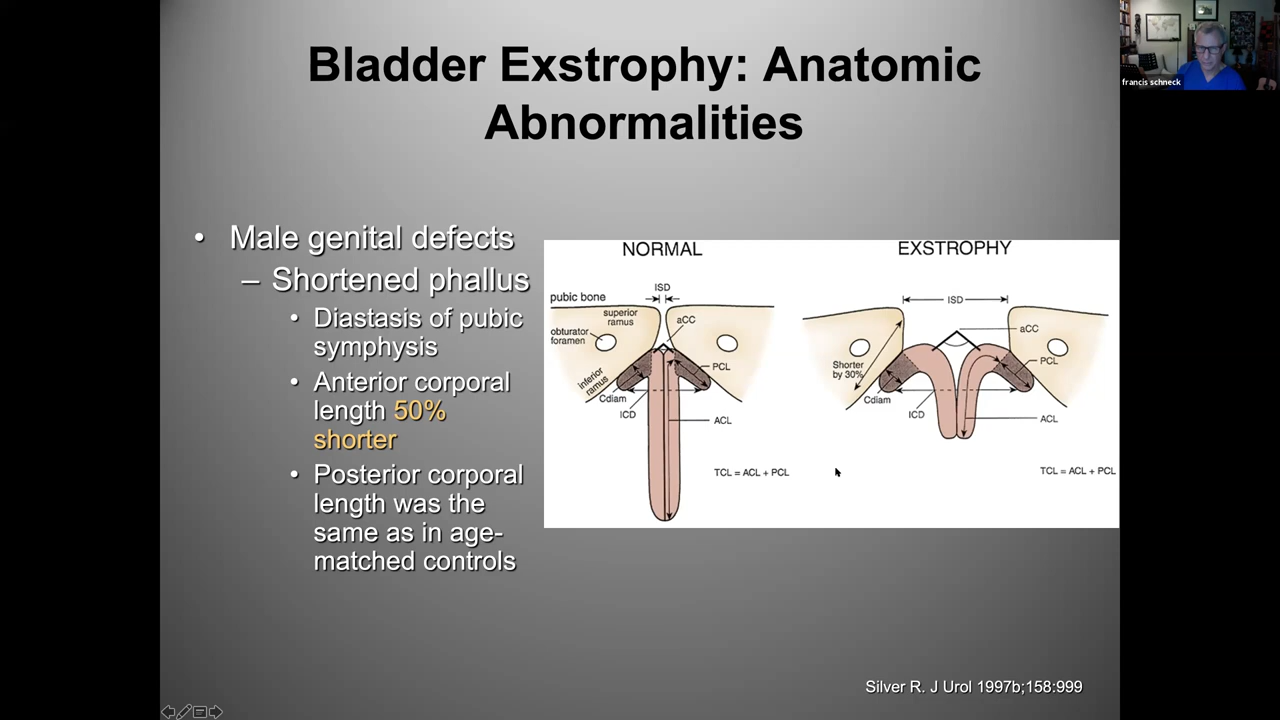 Bladder Exstrophy: Anatomic
Abnormalities
francis schneck
• Male genital defects
– Shortened phallus
• Diastasis of pubic
symphysis
• Anterior corporal
length 50%
shorter
• Posterior corporal
length was the
same as in age-
matched controls
NORMAL
ISD
pubic bone
superior
ramus
aCC
obturator
foramen
inferior
ramus
PCL
Cdiam
ICD
ACL
TCL = ACL + PCL
EXSTROPHY
ISD
aCC
Shorter
by 30%
PCL
Cdiam
ICD
ACL
TCL = ACL + PCL
Silver R. J Urol 1997b;158:999